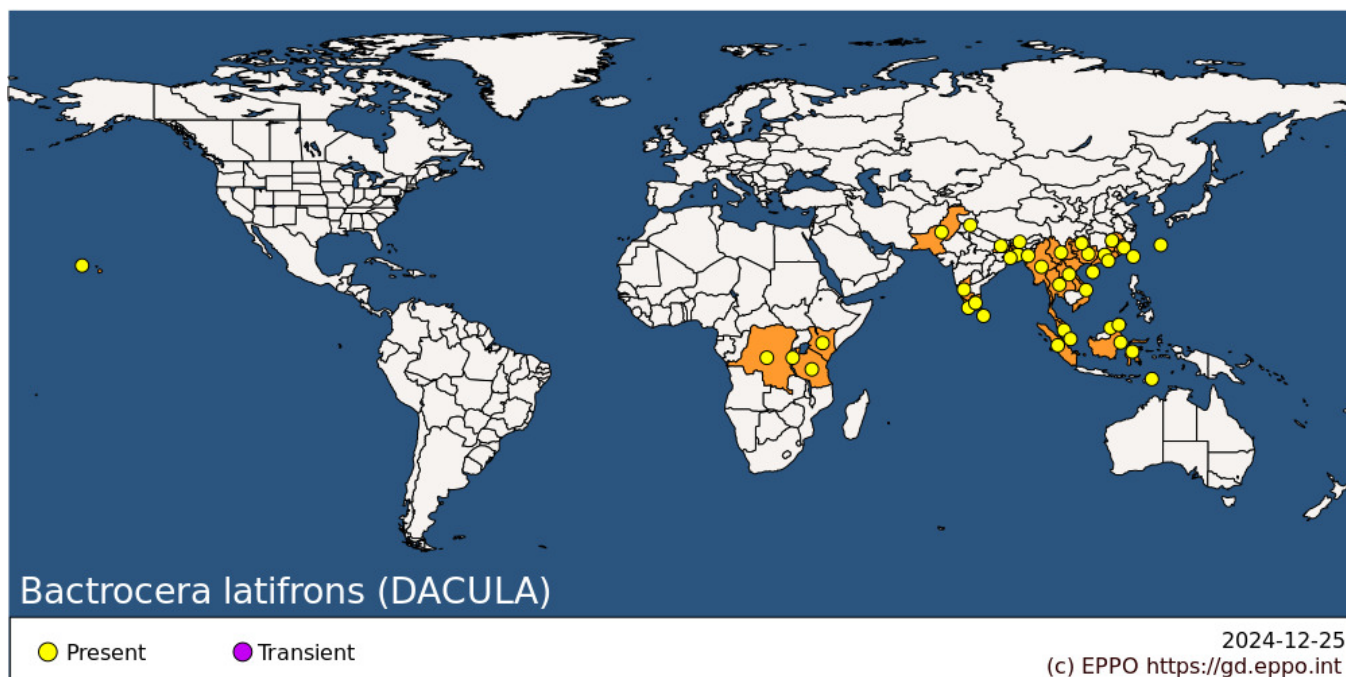 Bactrocera latifrons (DACULA)
Present
Transient
2024-12-25
(c) EPPO https://gd.eppo.int